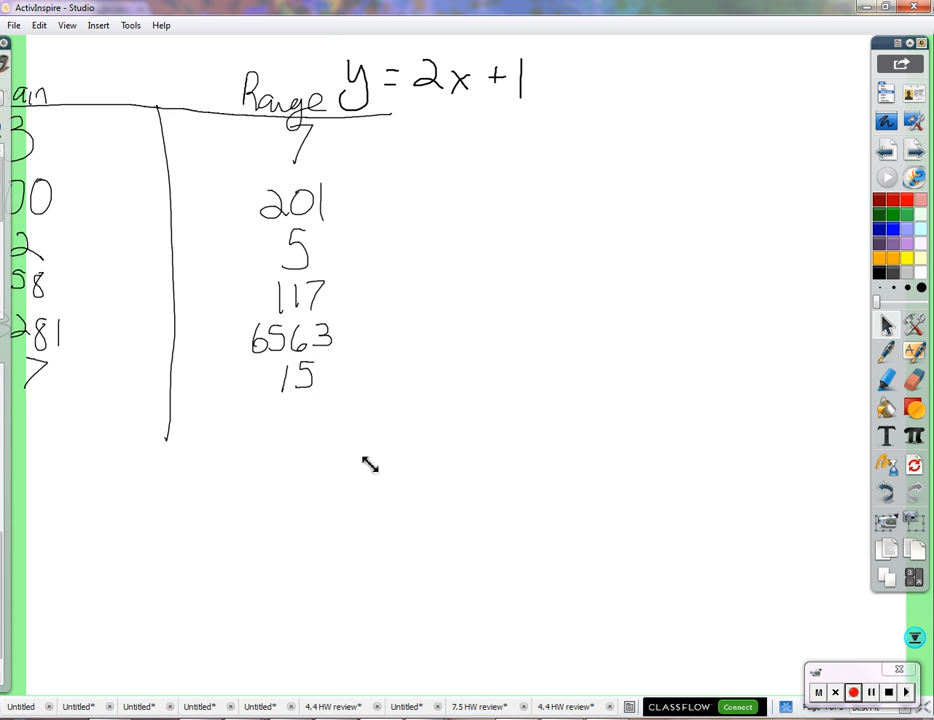 ActivInspire - Studio
File Edit View Insert Tools Help
ain Range y = 2x + 1
3 7
00 201
2 5
58 117
281 6563
7 15
Untitled Untitled* Untitled* Untitled* Untitled* 4.4 HW review* Untitled* 7.5 HW review* 4.4 HW review* CLASSFLOW Connect
M